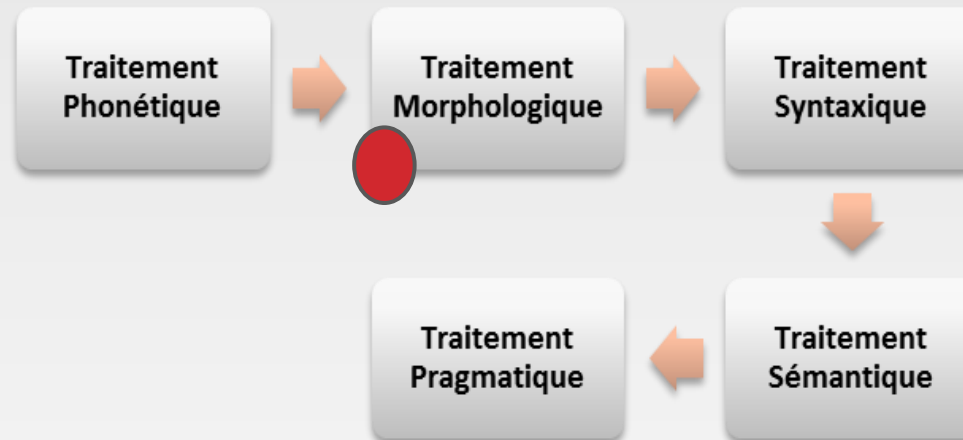 Traitement
Phonétique
Traitement
Morphologique
Traitement
Syntaxique
Traitement
Sémantique
Traitement
Pragmatique